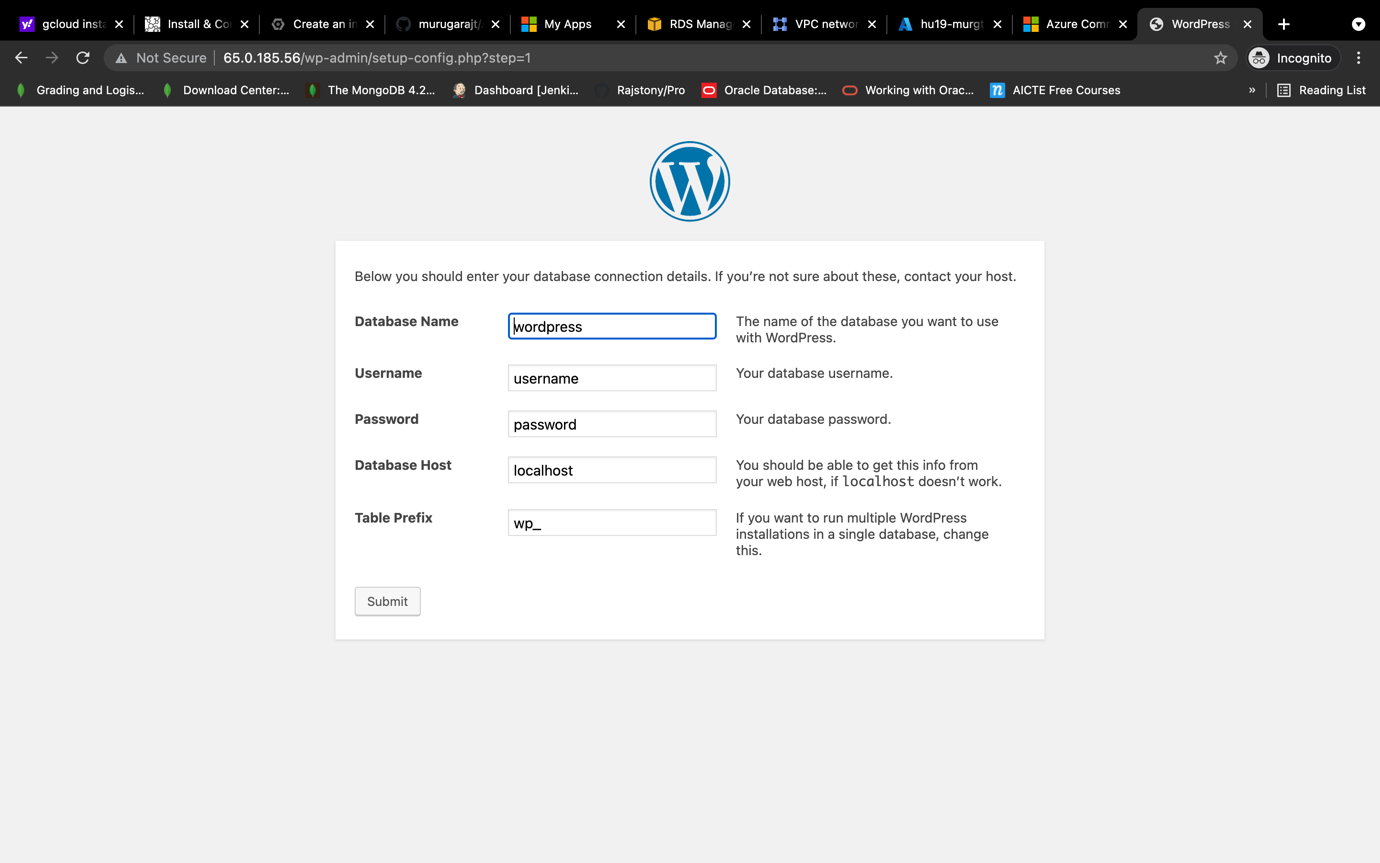 gcloud insta
Install & Co
Create an in
murugarajt/
My Apps
RDS Manag
VPC networ
hu19-murgt
Azure Comm
WordPress
Not Secure
65.0.185.56/wp-admin/setup-config.php?step=1
Incognito
Grading and Logis...
Download Center:...
The MongoDB 4.2...
Dashboard [Jenki...
Rajstony/Pro
Oracle Database:...
Working with Orac...
AICTE Free Courses
»
Reading List
Below you should enter your database connection details. If you’re not sure about these, contact your host.
Database Name
wordpress
The name of the database you want to use
with WordPress.
Username
username
Your database username.
Password
password
Your database password.
Database Host
localhost
You should be able to get this info from
your web host, if localhost doesn’t work.
Table Prefix
wp_
If you want to run multiple WordPress
installations in a single database, change
this.
Submit